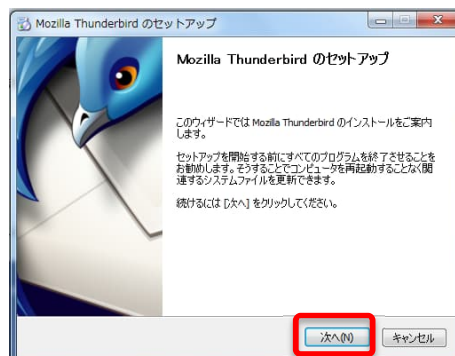 Mozilla Thunderbird のセットアップ
Mozilla Thunderbird のセットアップ
このウィザードでは Mozilla Thunderbird のインストールをご案内
します。
セットアップを開始する前にすべてのプログラムを終了させることを
お勧めします。そうすることでコンピュータを再起動することなく関
連するシステムファイルを更新できます。
続けるには [次へ] をクリックしてください。
次へ(N)
キャンセル